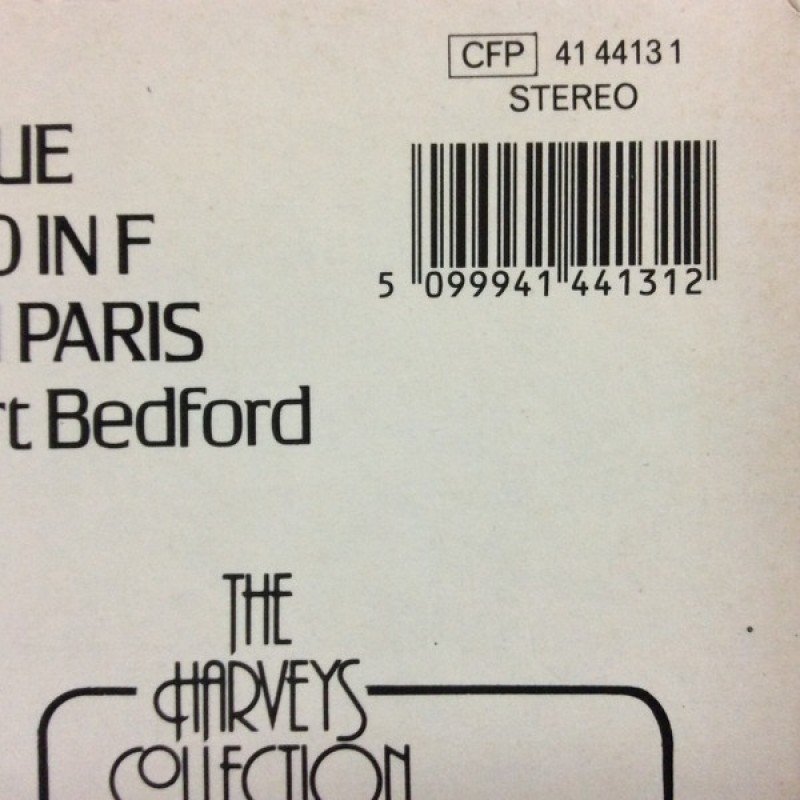 CFP 41 4413 1
STEREO
UE
O IN F
PARIS
rt Bedford
5 099941 441312
THE
HARVEYS
COLLECTION